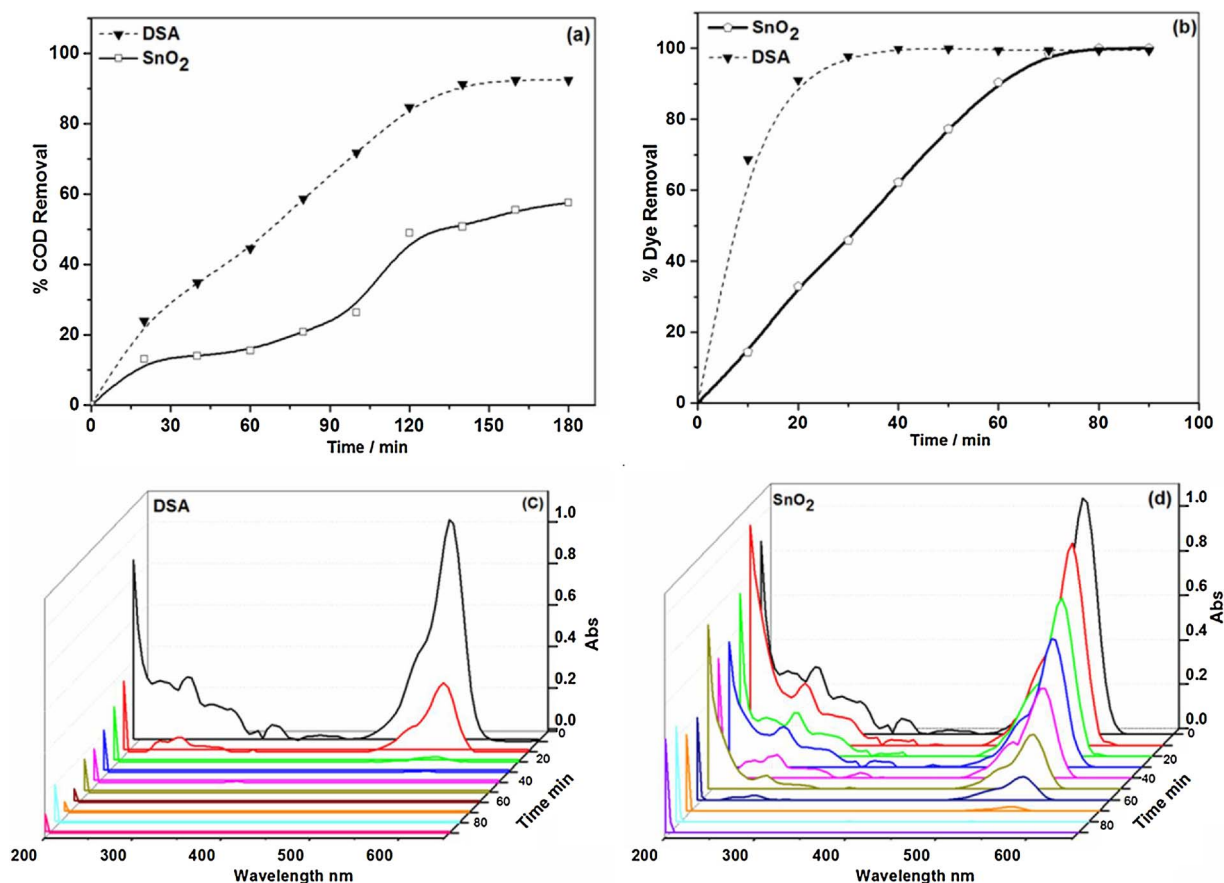 DSA
SnO2
(a)
100
80
60
40
20
0
% COD Removal
0 30 60 90 120 150 180
Time / min
SnO2
DSA
(b)
100
80
60
40
20
0
% Dye Removal
0 20 40 60 80 100
Time / min
DSA
(c)
1.0
0.8
0.6
0.4
0.2
0.0
Abs
0
20
40
60
80
Time min
200 300 400 500 600
Wavelength nm
SnO2
(d)
1.0
0.8
0.6
0.4
0.2
0.0
Abs
0
20
40
60
80
Time min
200 300 400 500 600
Wavelength nm